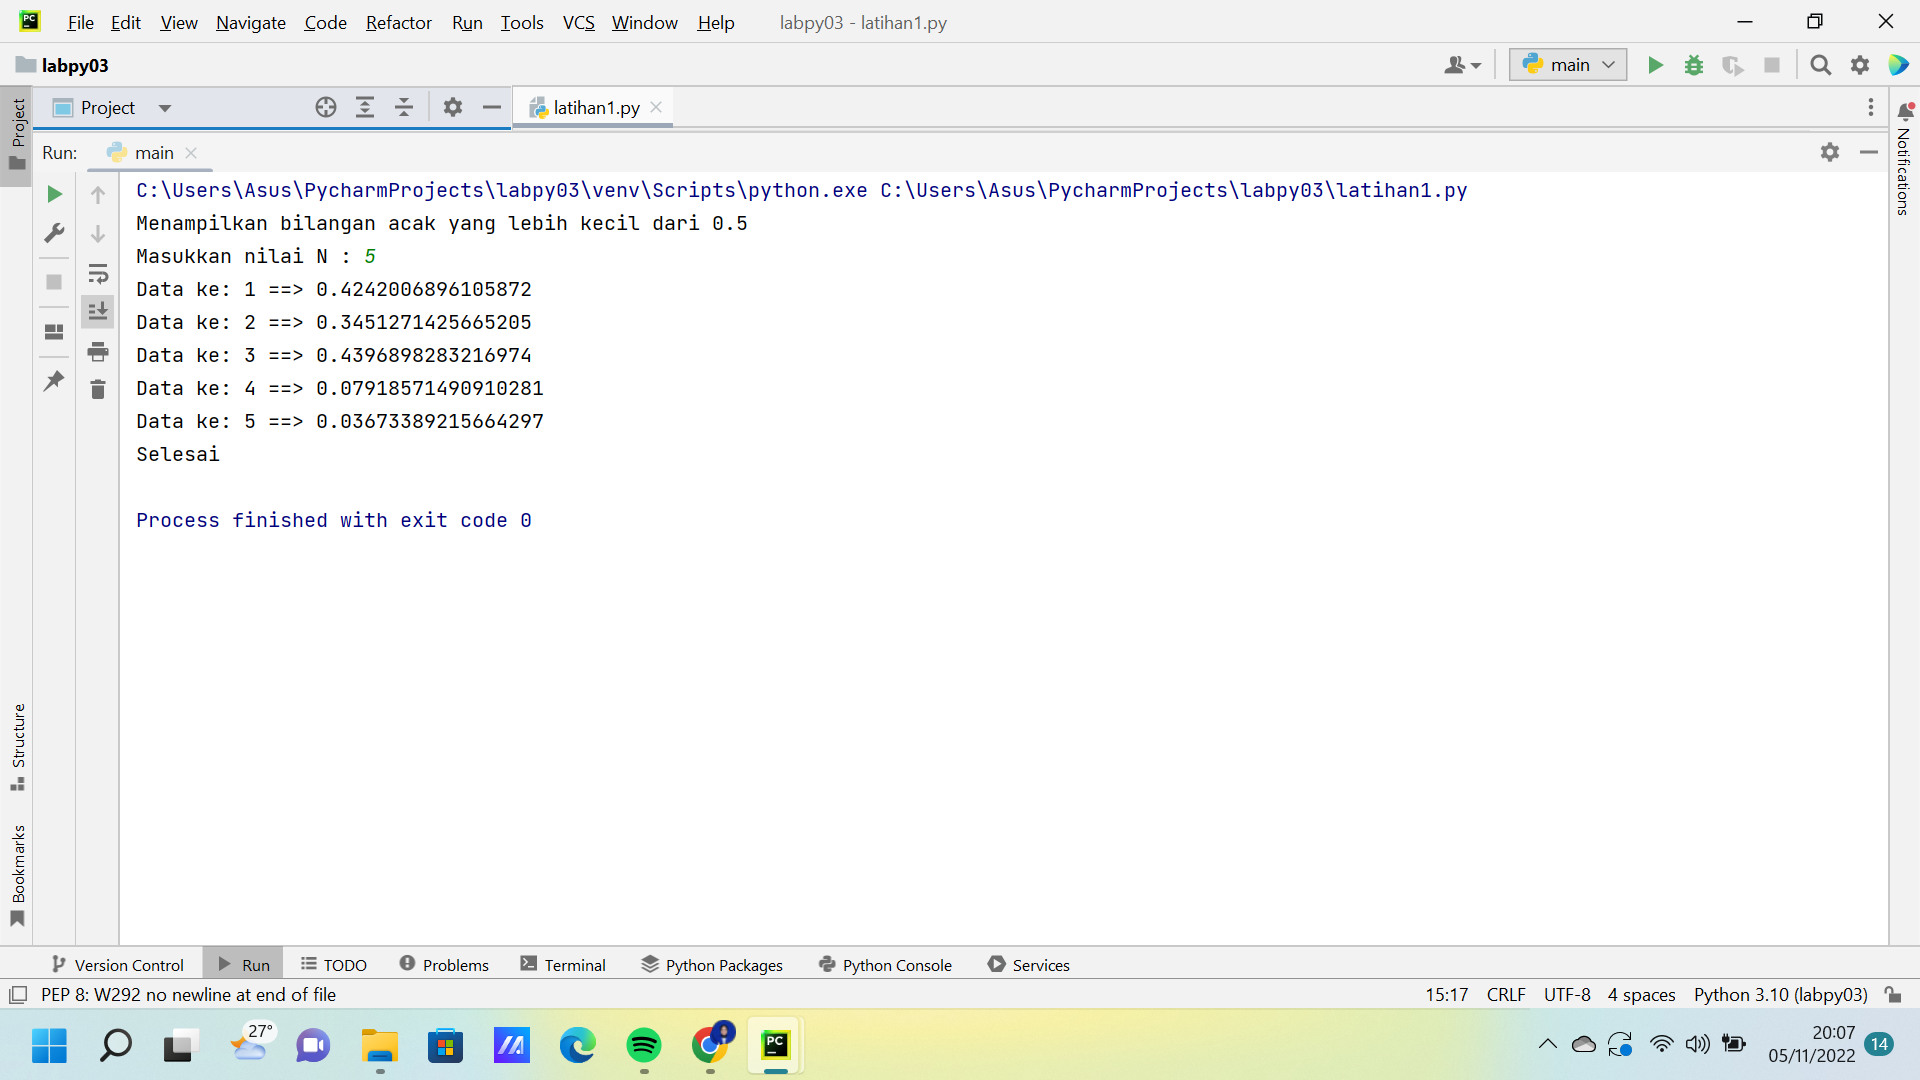 File Edit View Navigate Code Refactor Run Tools VCS Window Help labpy03 - latihan1.py
labpy03
main
Project
latihan1.py
Project
Notifications
Run: main
C:\Users\Asus\PycharmProjects\labpy03\venv\Scripts\python.exe C:\Users\Asus\PycharmProjects\labpy03\latihan1.py
Menampilkan bilangan acak yang lebih kecil dari 0.5
Masukkan nilai N : 5
Data ke: 1 ==> 0.4242006896105872
Data ke: 2 ==> 0.3451271425665205
Data ke: 3 ==> 0.4396898283216974
Data ke: 4 ==> 0.07918571490910281
Data ke: 5 ==> 0.03673389215664297
Selesai
Process finished with exit code 0
Structure
Bookmarks
Version Control Run TODO Problems Terminal Python Packages Python Console Services
PEP 8: W292 no newline at end of file
15:17 CRLF UTF-8 4 spaces Python 3.10 (labpy03)
27°
PC
20:07
05/11/2022
14